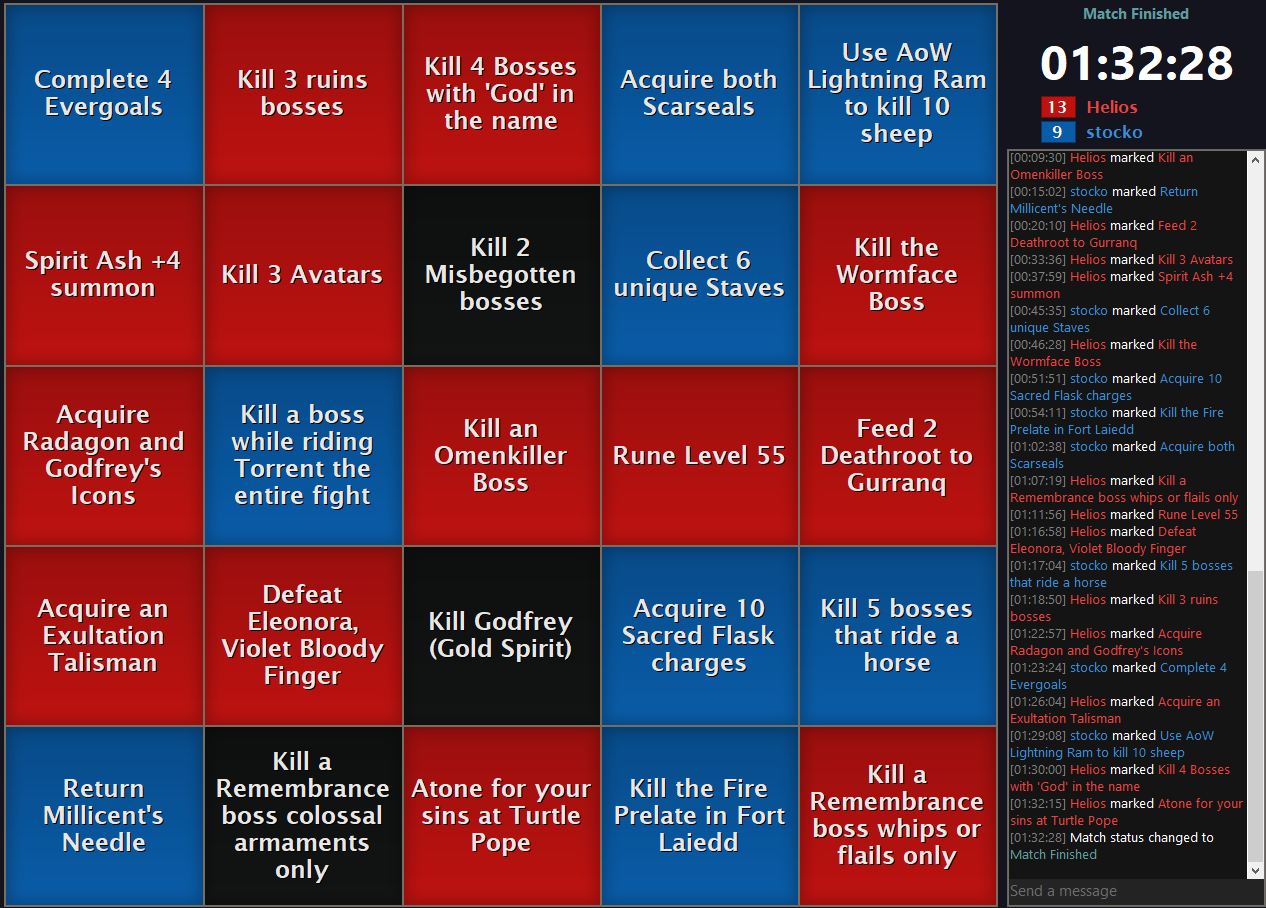 Complete 4
Evergoals
Kill 3 ruins
bosses
Kill 4 Bosses
with 'God' in
the name
Acquire both
Scarseals
Use AoW
Lightning Ram
to kill 10
sheep
Spirit Ash +4
summon
Kill 3 Avatars
Kill 2
Misbegotten
bosses
Collect 6
unique Staves
Kill the
Wormface
Boss
Acquire
Radagon and
Godfrey's
Icons
Kill a boss
while riding
Torrent the
entire fight
Kill an
Omenkiller
Boss
Rune Level 55
Feed 2
Deathroot to
Gurranq
Acquire an
Exultation
Talisman
Defeat
Eleonora,
Violet Bloody
Finger
Kill Godfrey
(Gold Spirit)
Acquire 10
Sacred Flask
charges
Kill 5 bosses
that ride a
horse
Return
Millicent's
Needle
Kill a
Remembrance
boss colossal
armaments
only
Atone for your
sins at Turtle
Pope
Kill the Fire
Prelate in Fort
Laiedd
Kill a
Remembrance
boss whips or
flails only
Match Finished
01:32:28
13 Helios
9 stocko
[00:09:30] Helios marked Kill an
Omenkiller Boss
[00:15:02] stocko marked Return
Millicent's Needle
[00:20:10] Helios marked Feed 2
Deathroot to Gurranq
[00:33:36] Helios marked Kill 3 Avatars
[00:37:59] Helios marked Spirit Ash +4
summon
[00:45:35] stocko marked Collect 6
unique Staves
[00:46:28] Helios marked Kill the
Wormface Boss
[00:51:51] stocko marked Acquire 10
Sacred Flask charges
[00:54:11] stocko marked Kill the Fire
Prelate in Fort Laiedd
[01:02:38] stocko marked Acquire both
Scarseals
[01:07:19] Helios marked Kill a
Remembrance boss whips or flails only
[01:11:56] Helios marked Rune Level 55
[01:16:58] Helios marked Defeat
Eleonora, Violet Bloody Finger
[01:17:04] stocko marked Kill 5 bosses
that ride a horse
[01:18:50] Helios marked Kill 3 ruins
bosses
[01:22:57] Helios marked Acquire
Radagon and Godfrey's Icons
[01:23:24] stocko marked Complete 4
Evergoals
[01:26:04] Helios marked Acquire an
Exultation Talisman
[01:29:08] stocko marked Use AoW
Lightning Ram to kill 10 sheep
[01:30:00] Helios marked Kill 4 Bosses
with 'God' in the name
[01:32:15] Helios marked Atone for your
sins at Turtle Pope
[01:32:28] Match status changed to
Match Finished
Send a message